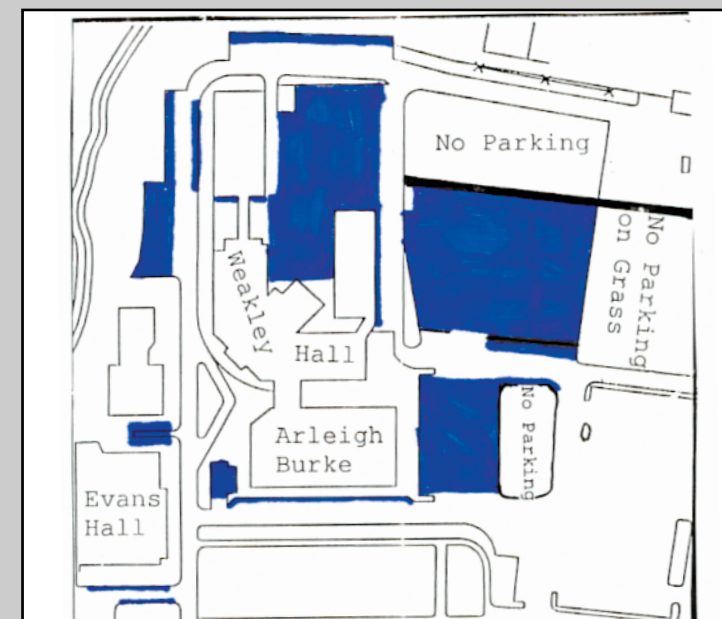 No Parking
No Parking
on Grass
Weakley
Hall
No Parking
Arleigh
Burke
Evans
Hall